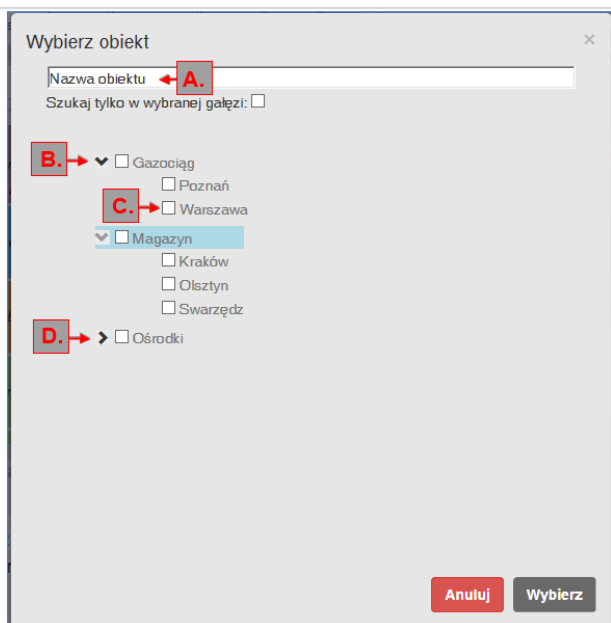 Wybierz obiekt ×
Nazwa obiektu A.
Szukaj tylko w wybranej gałęzi:
B. Gazociąg
Poznań
C. Warszawa
Magazyn
Kraków
Olsztyn
Swarzędz
D. Ośrodki
Anuluj Wybierz